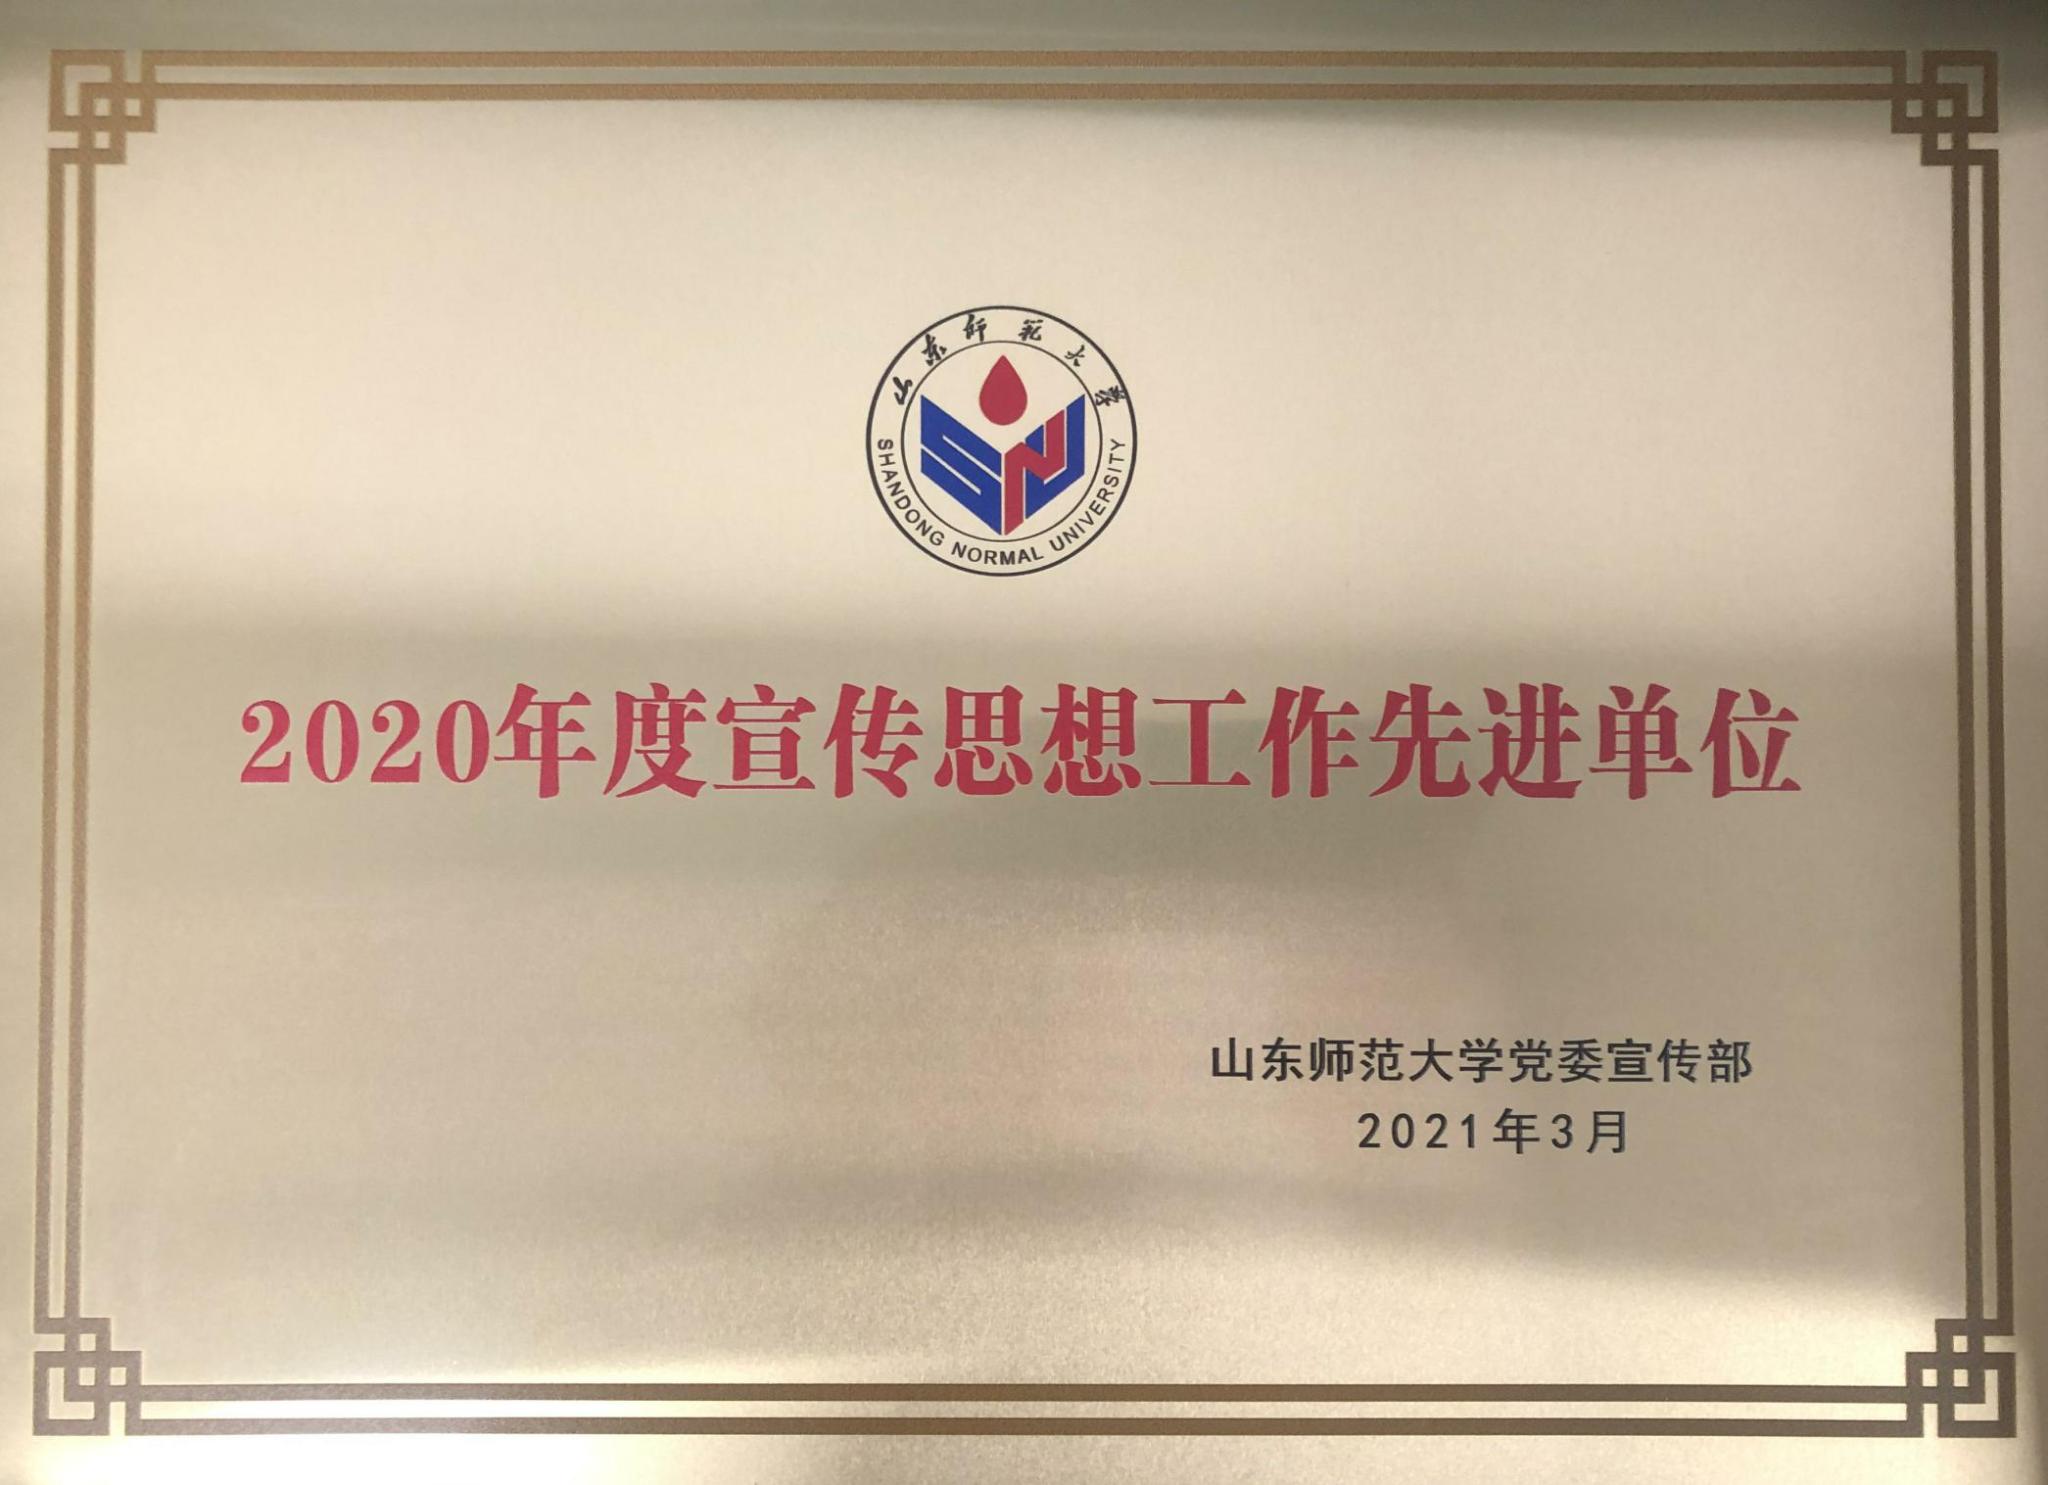 山东师范大学
SHANDONG NORMAL UNIVERSITY
SNU
2020年度宣传思想工作先进单位
山东师范大学党委宣传部
2021年3月